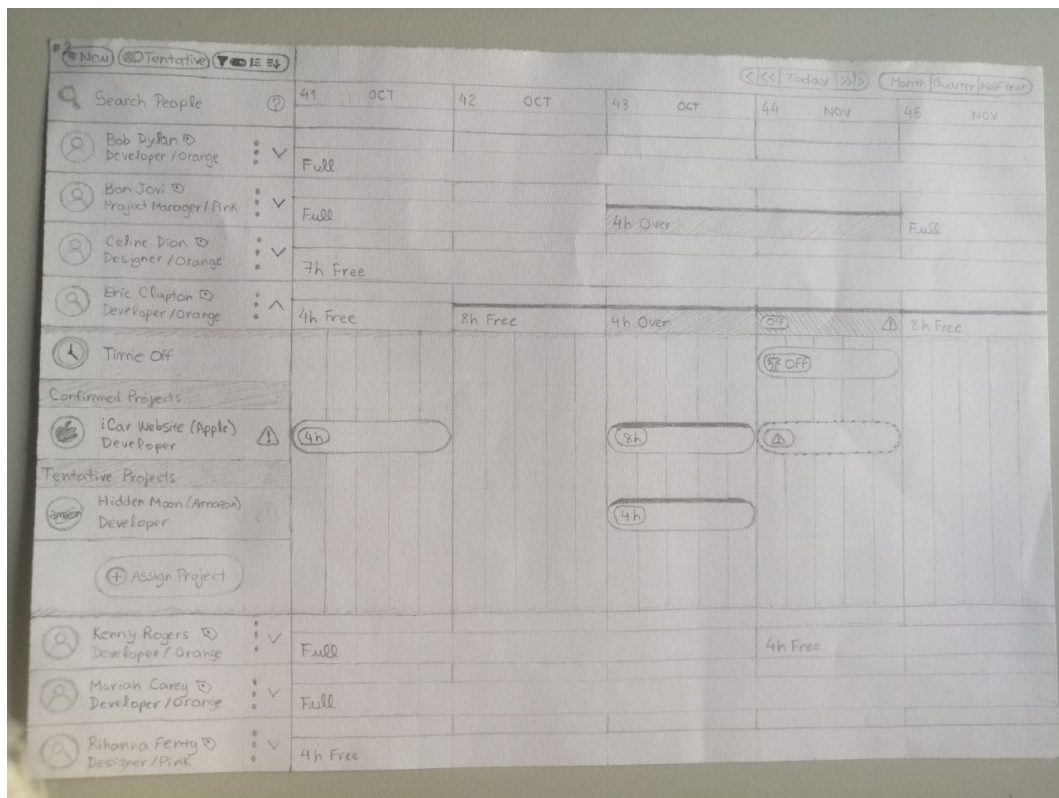 #2
+ New Tentative
< << Today >> >
Month Quarter Half Year
Search People ?
41 OCT 42 OCT 43 OCT 44 NOV 45 NOV
Bob Dylan
Developer / Orange
Full
Bon Jovi
Project Manager / Pink
Full 4h Over Full
Celine Dion
Designer / Orange
7h Free
Eric Clapton
Developer / Orange
4h Free 8h Free 4h Over Off 8h Free
Time Off
Off
Confirmed Projects
iCar Website (Apple)
Developer
4h 8h
Tentative Projects
Hidden Moon (Amazon)
amazon
Developer
4h
+ Assign Project
Kenny Rogers
Developer / Orange
Full 4h Free
Mariah Carey
Developer / Orange
Full
Rihanna Fenty
Designer / Pink
4h Free